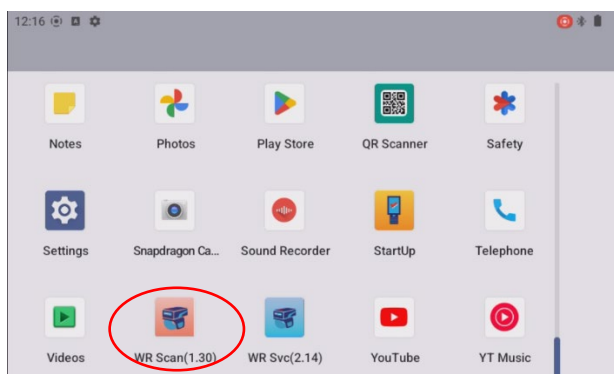 12:16
Notes Photos Play Store QR Scanner Safety
Settings Snapdragon Ca... Sound Recorder StartUp Telephone
Videos WR Scan(1.30) WR Svc(2.14) YouTube YT Music